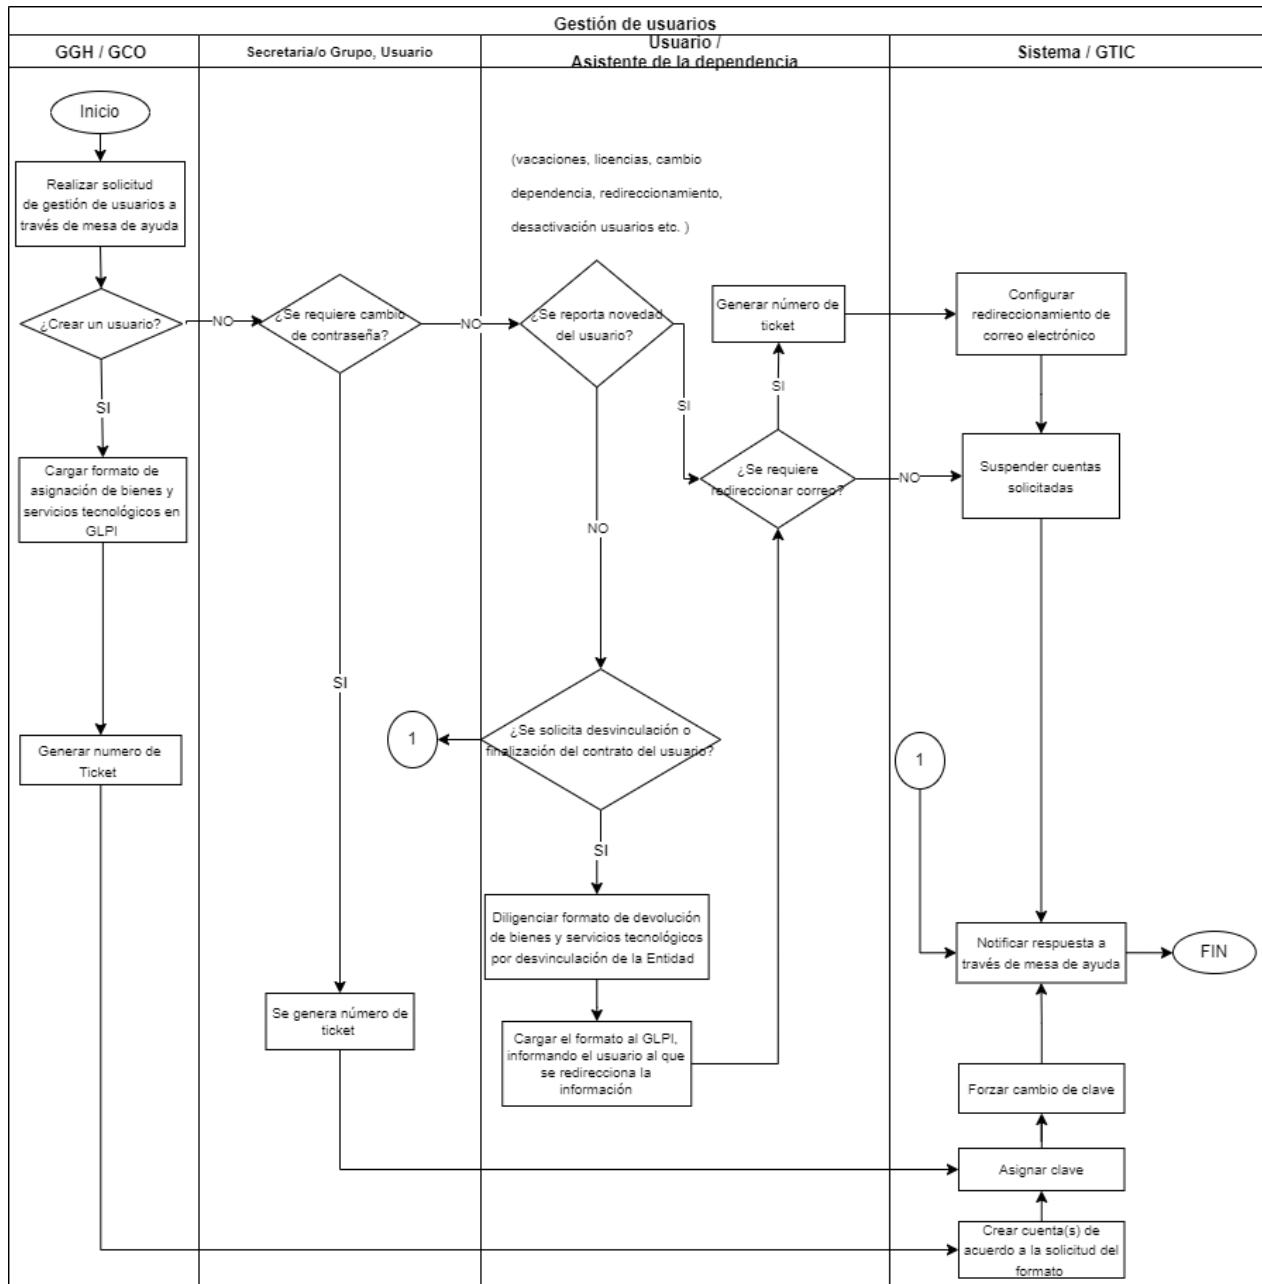 Gestión de usuarios
GGH / GCO
Secretaria/o Grupo, Usuario
Usuario /
Asistente de la dependencia
Sistema / GTIC
Inicio
Realizar solicitud
de gestión de usuarios a
través de mesa de ayuda
(vacaciones, licencias, cambio
dependencia, redireccionamiento,
desactivación usuarios etc. )
¿Crear un usuario?
NO
¿Se requiere cambio
de contraseña?
NO
¿Se reporta novedad
del usuario?
Generar número de
ticket
Configurar
redireccionamiento de
correo electrónico
SI
SI
SI
Cargar formato de
asignación de bienes y
servicios tecnológicos en
GLPI
¿Se requiere
redireccionar correo?
NO
Suspender cuentas
solicitadas
NO
SI
¿Se solicita desvinculación o
finalización del contrato del usuario?
1
1
Generar numero de
Ticket
SI
Diligenciar formato de devolución
de bienes y servicios tecnológicos
por desvinculación de la Entidad
Notificar respuesta a
través de mesa de ayuda
FIN
Se genera número de
ticket
Cargar el formato al GLPI,
informando el usuario al que
se redirecciona la
información
Forzar cambio de clave
Asignar clave
Crear cuenta(s) de
acuerdo a la solicitud del
formato